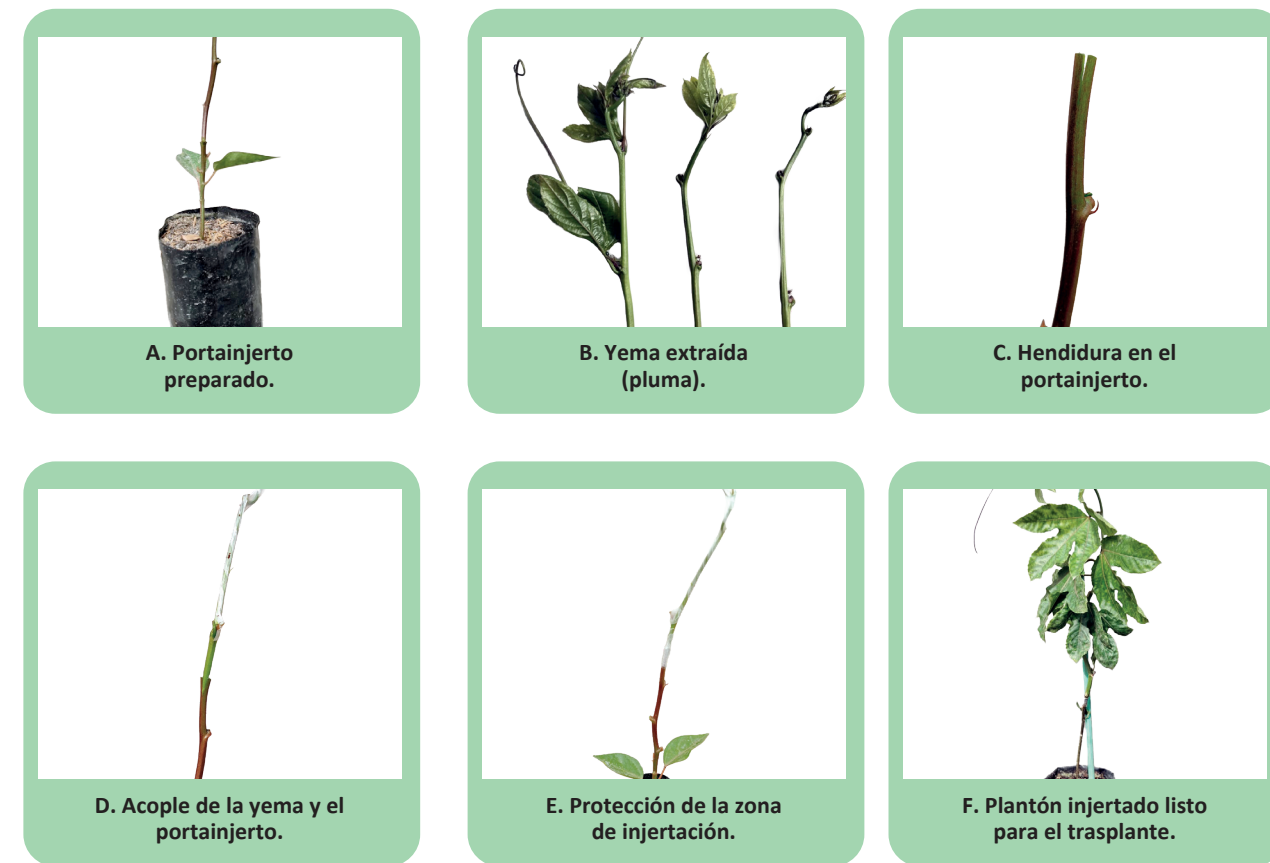 A. Portainjerto
preparado.
B. Yema extraída
(pluma).
C. Hendidura en el
portainjerto.
D. Acople de la yema y el
portainjerto.
E. Protección de la zona
de injertación.
F. Plantón injertado listo
para el trasplante.